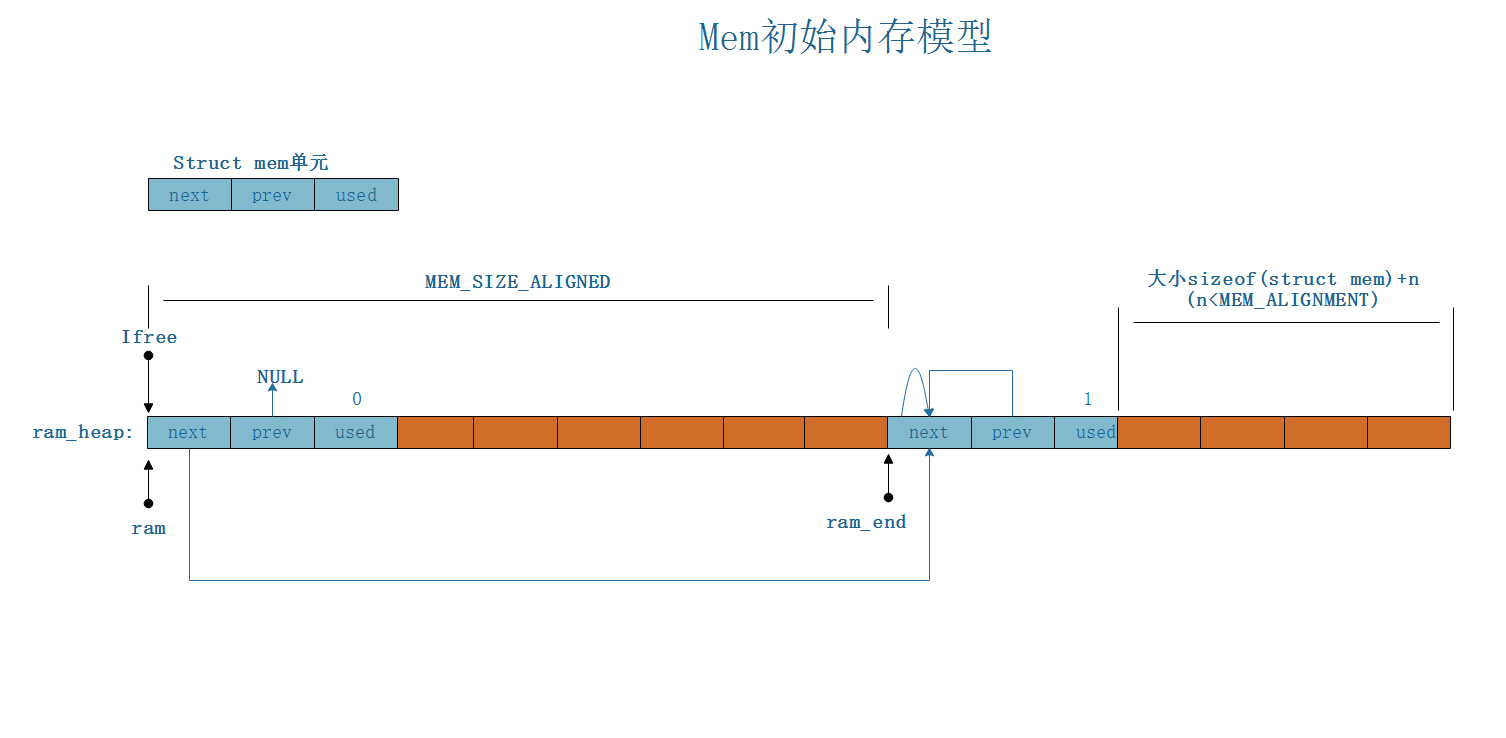 Mem初始内存模型
Struct mem单元
next prev used
MEM_SIZE_ALIGNED
大小sizeof(struct mem)+n
(n<MEM_ALIGNMENT)
Ifree
NULL
0
1
ram_heap:
next prev used next prev used
ram
ram_end